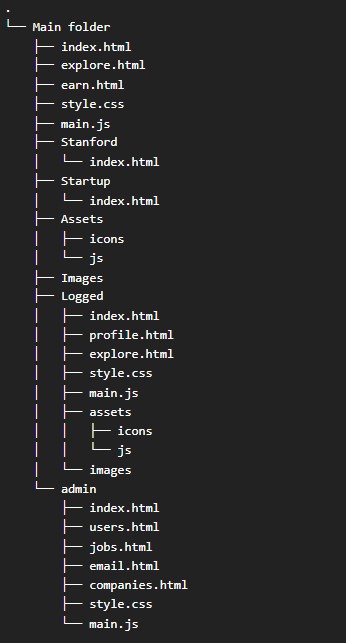 .
└── Main folder
    ├── index.html
    ├── explore.html
    ├── earn.html
    ├── style.css
    ├── main.js
    ├── Stanford
    │   └── index.html
    ├── Startup
    │   └── index.html
    ├── Assets
    │   ├── icons
    │   └── js
    ├── Images
    ├── Logged
    │   ├── index.html
    │   ├── profile.html
    │   ├── explore.html
    │   ├── style.css
    │   ├── main.js
    │   ├── assets
    │   │   ├── icons
    │   │   └── js
    │   └── images
    └── admin
        ├── index.html
        ├── users.html
        ├── jobs.html
        ├── email.html
        ├── companies.html
        ├── style.css
        └── main.js